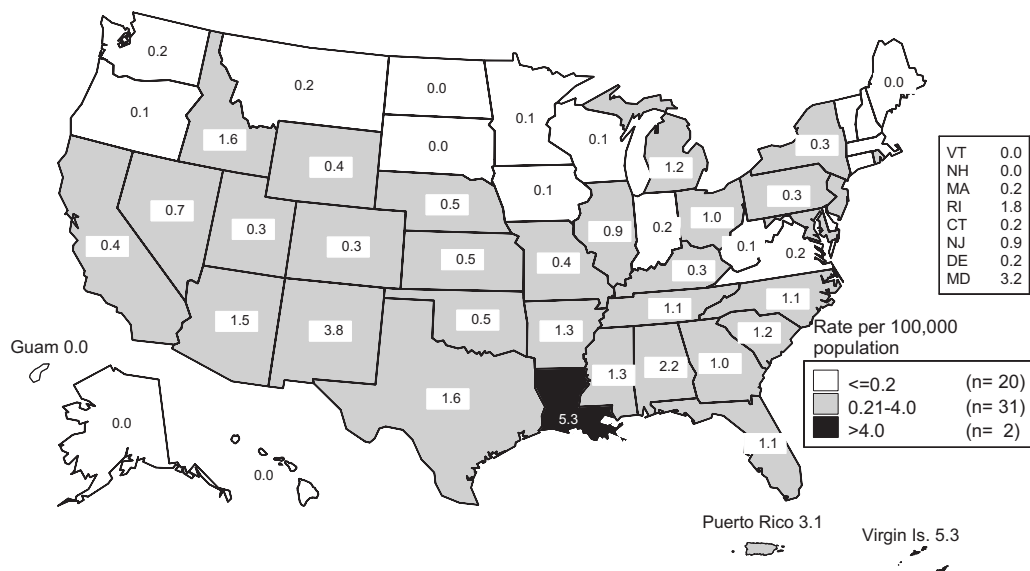 0.2
0.2
0.0
0.1
0.0
0.1
0.0
0.1
0.3
1.6
0.4
0.0
1.2
0.1
0.5
0.3
VT 0.0
NH 0.0
MA 0.2
RI 1.8
CT 0.2
NJ 0.9
DE 0.2
MD 3.2
0.7
0.3
0.3
0.4
0.5
0.4
0.9
0.2
1.0
0.1
0.2
0.3
1.5
3.8
0.5
1.3
1.1
1.1
1.2
Guam 0.0
1.6
1.3
2.2
1.0
5.3
1.1
0.0
0.0
Rate per 100,000
population
<=0.2 (n= 20)
0.21-4.0 (n= 31)
>4.0 (n= 2)
Puerto Rico 3.1
Virgin Is. 5.3